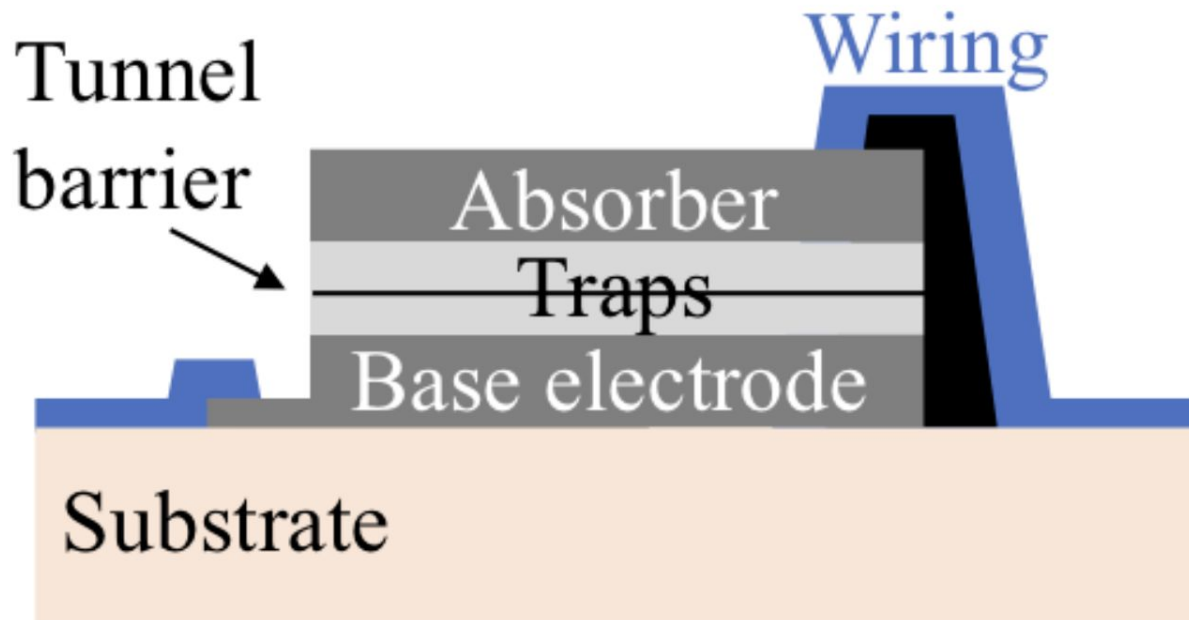 Wiring
Tunnel
barrier
Absorber
Traps
Base electrode
Substrate